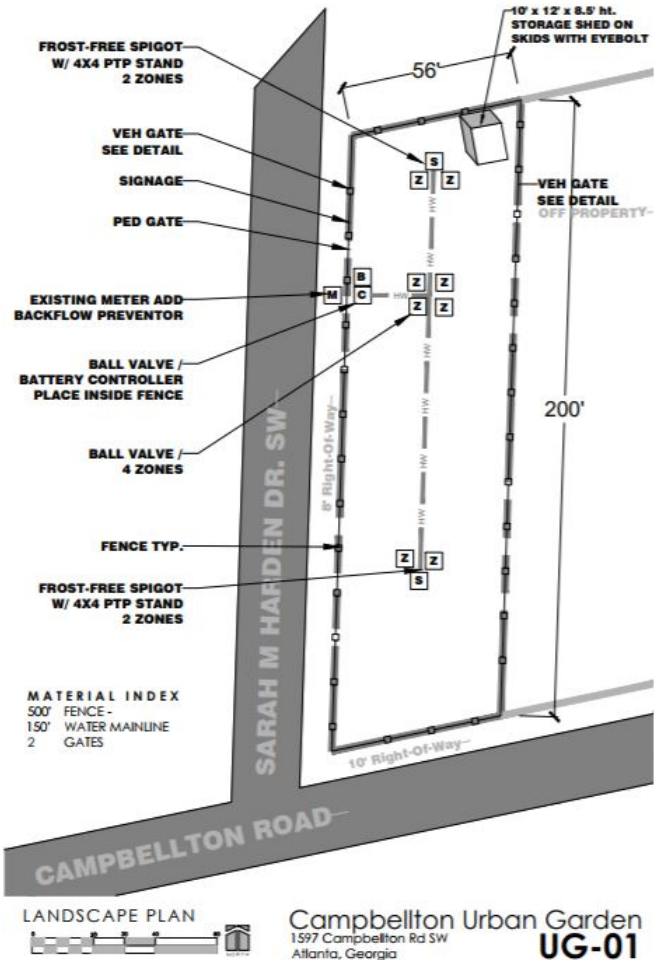 FROST-FREE SPIGOT
W/ 4X4 PTP STAND
2 ZONES
10' x 12' x 8.5' ht.
STORAGE SHED ON
SKIDS WITH EYEBOLT
56'
VEH GATE
SEE DETAIL
SIGNAGE
PED GATE
S
Z
Z
HW
HW
VEH GATE
SEE DETAIL
OFF PROPERTY
EXISTING METER ADD
BACKFLOW PREVENTOR
M
B
C
HW
Z
Z
Z
Z
BALL VALVE /
BATTERY CONTROLLER
PLACE INSIDE FENCE
HW
200'
BALL VALVE /
4 ZONES
8' Right-Of-Way
HW
HW
FENCE TYP.
FROST-FREE SPIGOT
W/ 4X4 PTP STAND
2 ZONES
Z
Z
S
SARAH M HARDEN DR. SW
MATERIAL INDEX
500' FENCE -
150' WATER MAINLINE
2 GATES
10' Right-Of-Way
CAMPBELLTON ROAD
LANDSCAPE PLAN
NORTH
Campbellton Urban Garden
1597 Campbellton Rd SW
Atlanta, Georgia
UG-01